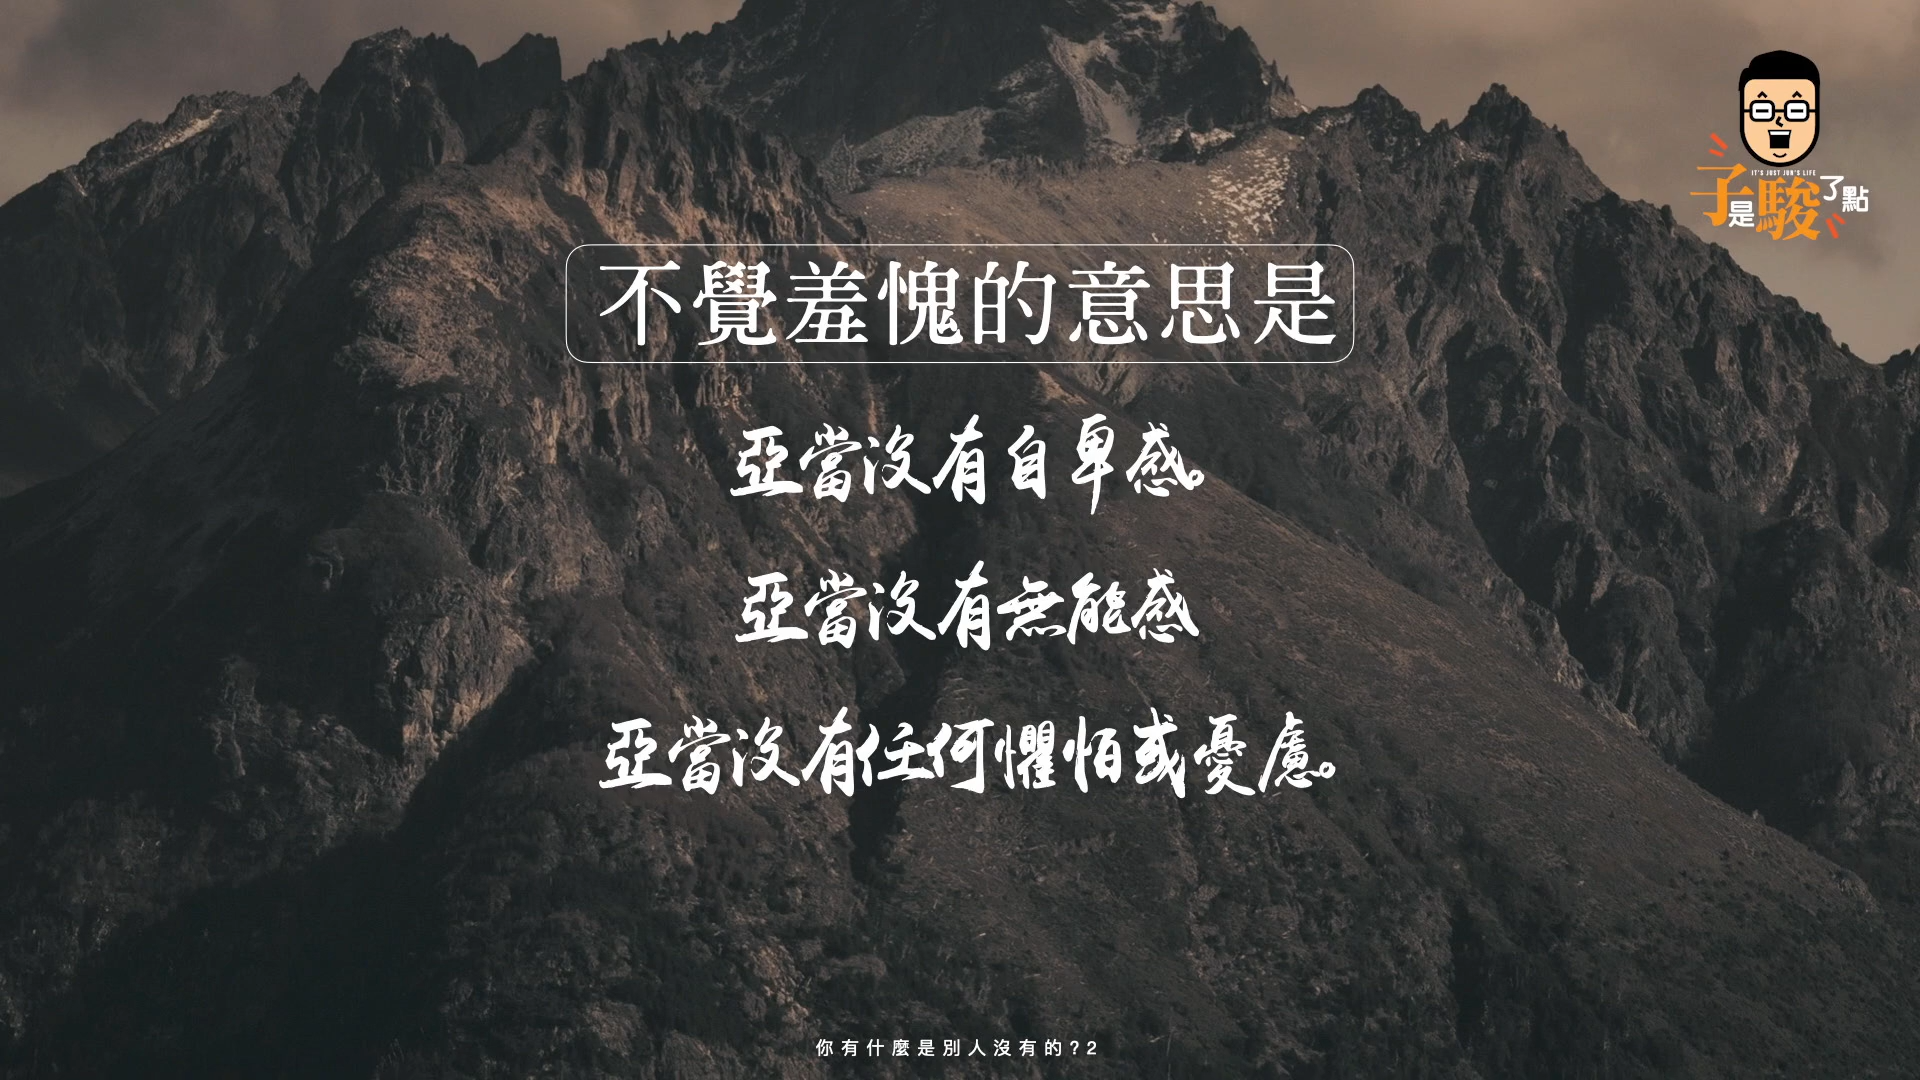 IT'S JUST JUN'S LIFE
子是駿了點
不覺羞愧的意思是
亞當沒有自卑感。
亞當沒有無能感
亞當沒有任何懼怕或憂慮。
你有什麼是別人沒有的?2